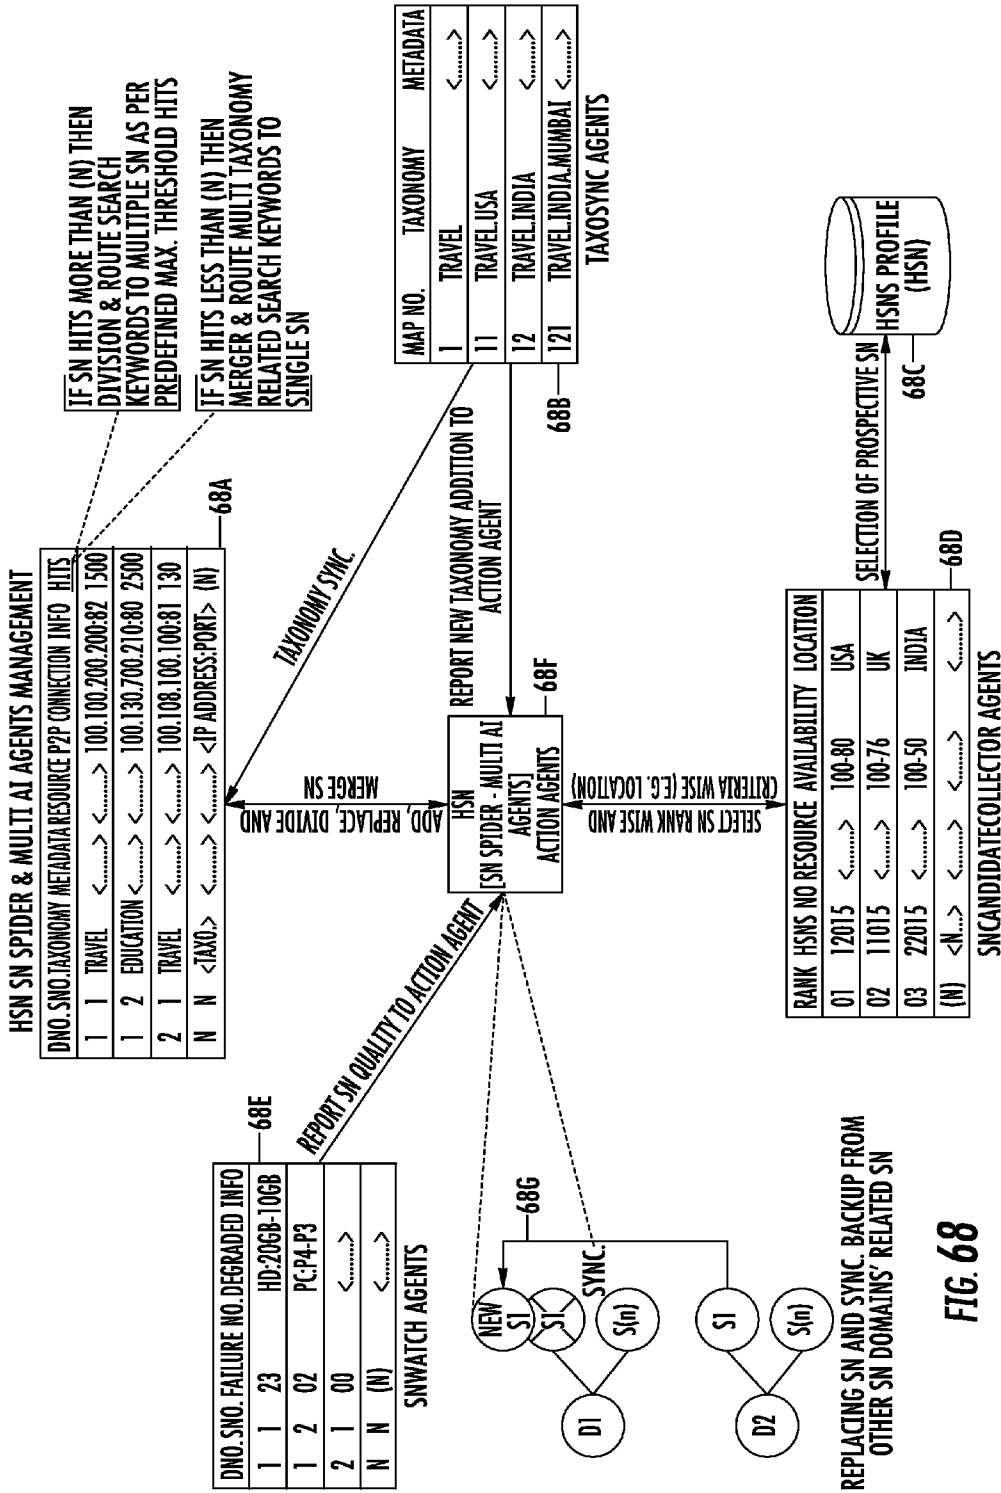 HSN SN SPIDER & MULTI AI AGENTS MANAGEMENT
DNO. SNO. TAXONOMY METADATA RESOURCE P2P CONNECTION INFO HITS
1 1 TRAVEL <......> <......> 100.100.200.200:82 1500
1 2 EDUCATION <......> <......> 100.130.700.210:80 2500
2 1 TRAVEL <......> <......> 100.108.100.100:81 130
N N <TAXO.> <......> <......> <IP ADDRESS:PORT> (N)
68A
IF SN HITS MORE THAN (N) THEN
DIVISION & ROUTE SEARCH
KEYWORDS TO MULTIPLE SN AS PER
PREDEFINED MAX. THRESHOLD HITS
IF SN HITS LESS THAN (N) THEN
MERGER & ROUTE MULTI TAXONOMY
RELATED SEARCH KEYWORDS TO
SINGLE SN
DNO. SNO. FAILURE NO. DEGRADED INFO
1 1 23 HD:20GB-10GB
1 2 02 PC:P4-P3
2 1 00 <......>
N N (N) <......>
68E
SNWATCH AGENTS
REPORT SN QUALITY TO ACTION AGENT
ADD, REPLACE, DIVIDE AND
MERGE SN
TAXONOMY SYNC.
HSN
[SN SPIDER - MULTI AI
AGENTS]
ACTION AGENTS
68F
REPORT NEW TAXONOMY ADDITION TO
ACTION AGENT
MAP NO. TAXONOMY METADATA
1 TRAVEL <......>
11 TRAVEL.USA <......>
12 TRAVEL.INDIA <......>
121 TRAVEL.INDIA.MUMBAI <......>
68B
TAXOSYNC AGENTS
SELECT SN RANK WISE AND
CRITERIA WISE (E.G. LOCATION)
NEW
S1
S1
S(n)
D1
SYNC.
68G
S1
S(n)
D2
REPLACING SN AND SYNC. BACKUP FROM
OTHER SN DOMAINS' RELATED SN
RANK HSNS NO RESOURCE AVAILABILITY LOCATION
01 12015 <......> 100-80 USA
02 11015 <......> 100-76 UK
03 22015 <......> 100-50 INDIA
(N) <N...> <......> <......> <......>
68D
SNCANDIDATECOLLECTOR AGENTS
SELECTION OF PROSPECTIVE SN
HSNS PROFILE
(HSN)
68C
FIG. 68